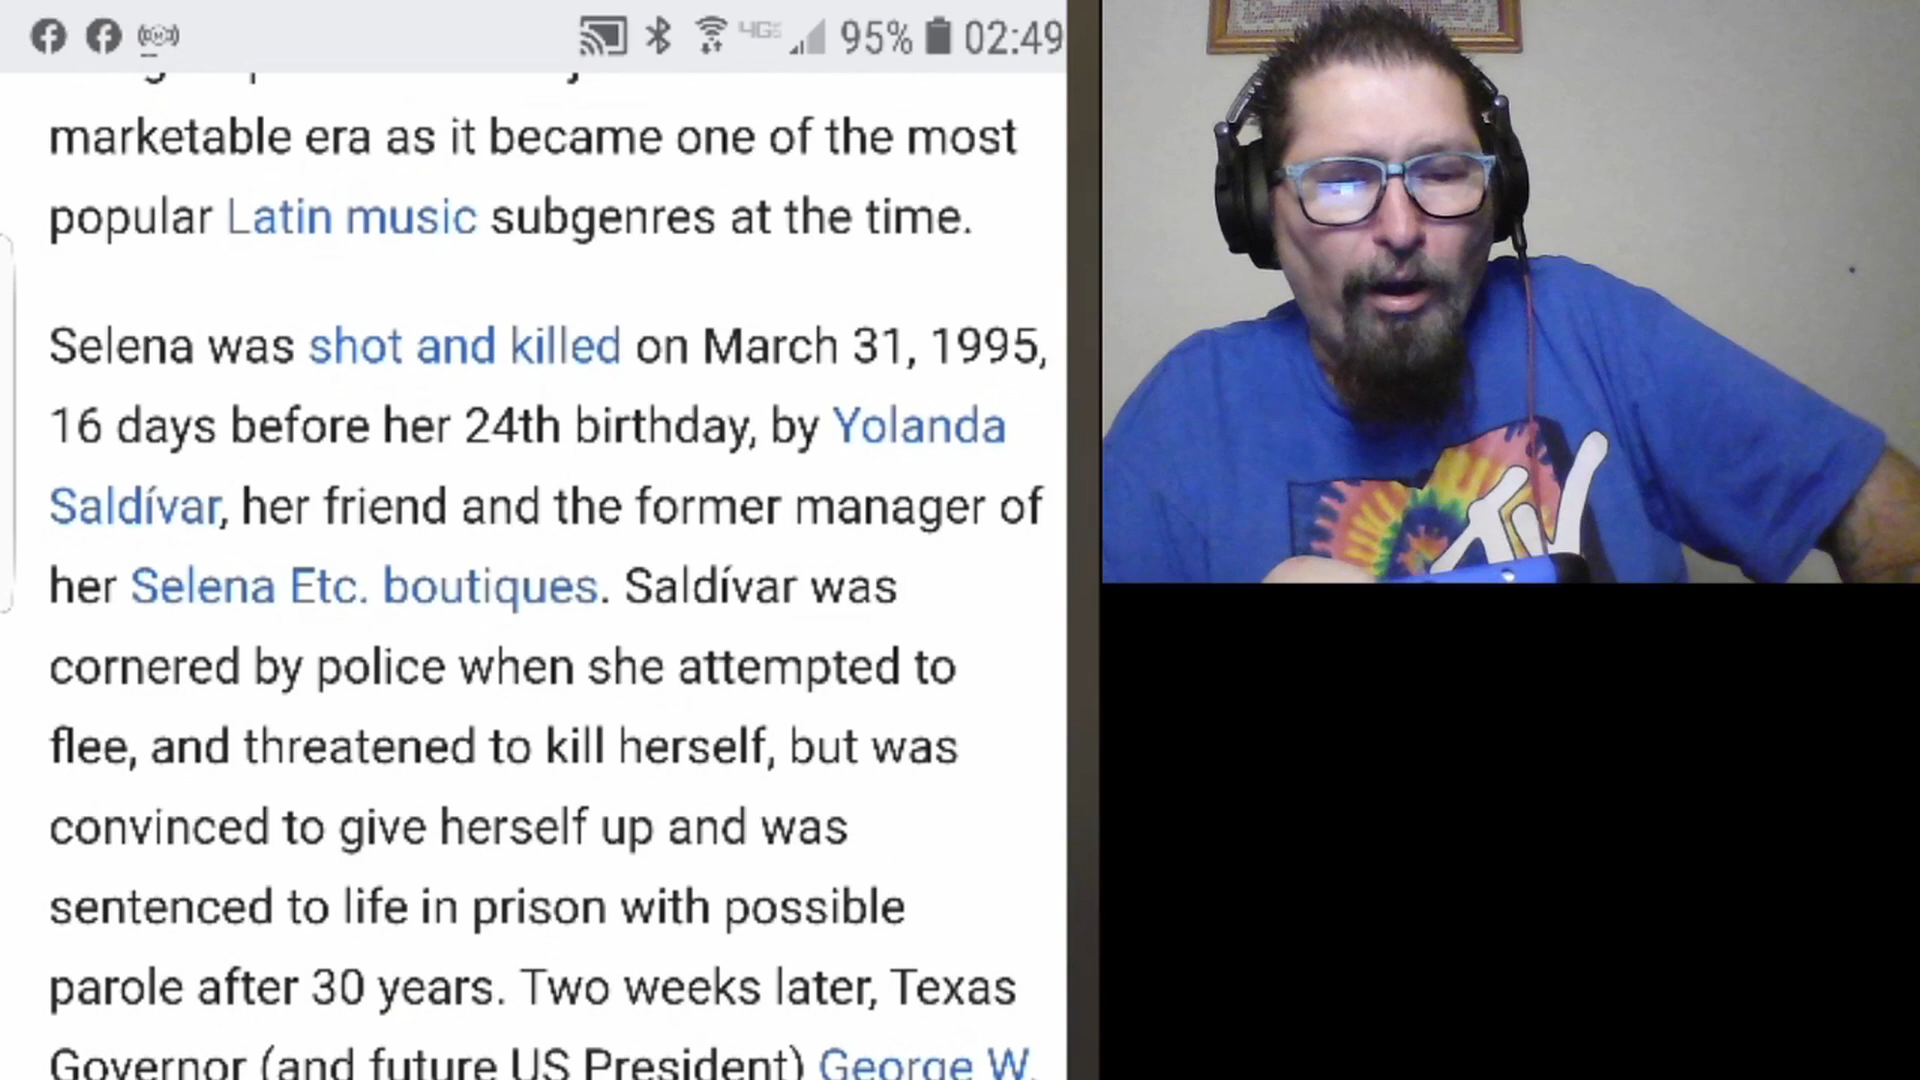 4G 95% 02:49
marketable era as it became one of the most
popular Latin music subgenres at the time.
Selena was shot and killed on March 31, 1995,
16 days before her 24th birthday, by Yolanda
Saldívar, her friend and the former manager of
her Selena Etc. boutiques. Saldívar was
cornered by police when she attempted to
flee, and threatened to kill herself, but was
convinced to give herself up and was
sentenced to life in prison with possible
parole after 30 years. Two weeks later, Texas
Governor (and future US President) George W.
TV